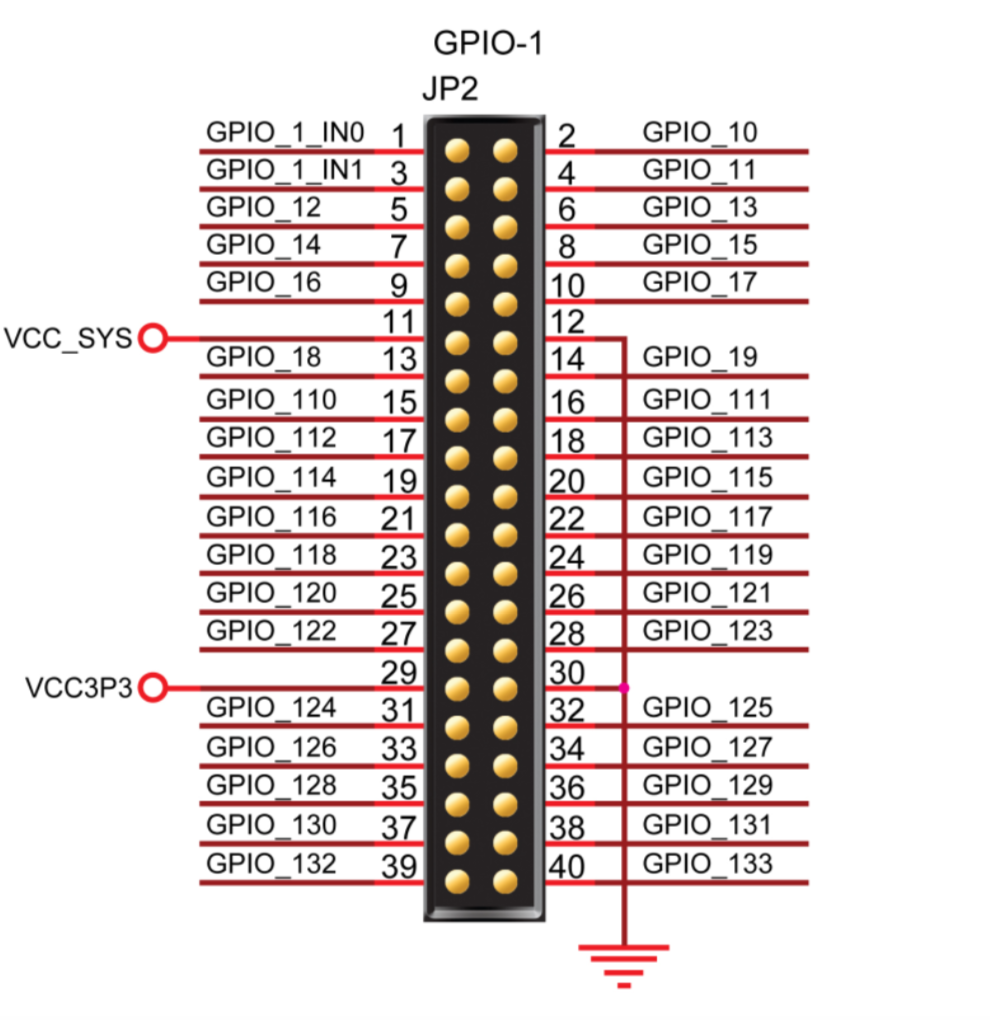 GPIO-1
JP2
GPIO_1_IN0 1 2 GPIO_10
GPIO_1_IN1 3 4 GPIO_11
GPIO_12 5 6 GPIO_13
GPIO_14 7 8 GPIO_15
GPIO_16 9 10 GPIO_17
VCC_SYS 11 12
GPIO_18 13 14 GPIO_19
GPIO_110 15 16 GPIO_111
GPIO_112 17 18 GPIO_113
GPIO_114 19 20 GPIO_115
GPIO_116 21 22 GPIO_117
GPIO_118 23 24 GPIO_119
GPIO_120 25 26 GPIO_121
GPIO_122 27 28 GPIO_123
VCC3P3 29 30
GPIO_124 31 32 GPIO_125
GPIO_126 33 34 GPIO_127
GPIO_128 35 36 GPIO_129
GPIO_130 37 38 GPIO_131
GPIO_132 39 40 GPIO_133